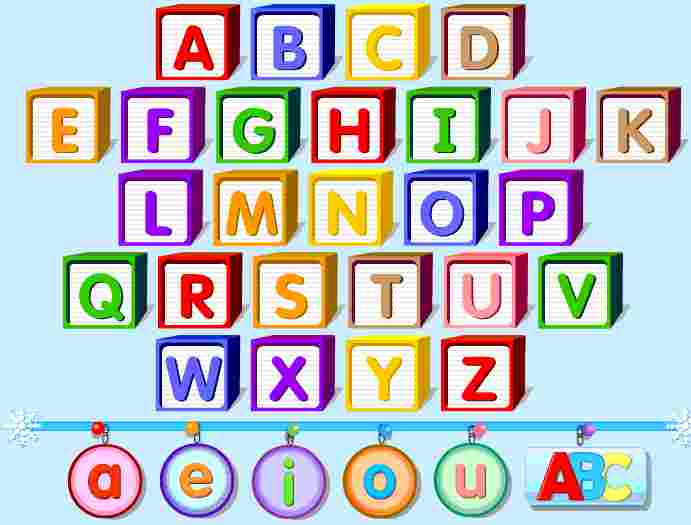 A B C D
E F G H I J K
L M N O P
Q R S T U V
W X Y Z
a e i o u ABC